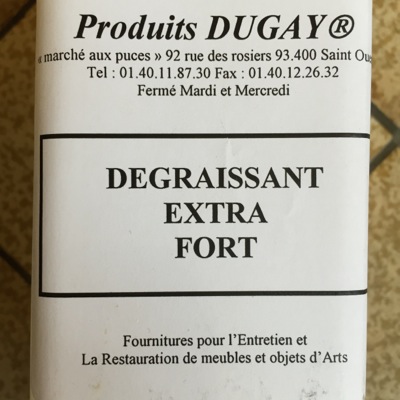 Produits DUGAY®
marché aux puces » 92 rue des rosiers 93.400 Saint
Tel : 01.40.11.87.30 Fax : 01.40.12.26.32
Fermé Mardi et Mercredi
DEGRAISSANT
EXTRA
FORT
Fournitures pour l'Entretien et
La Restauration de meubles et objets d'Arts